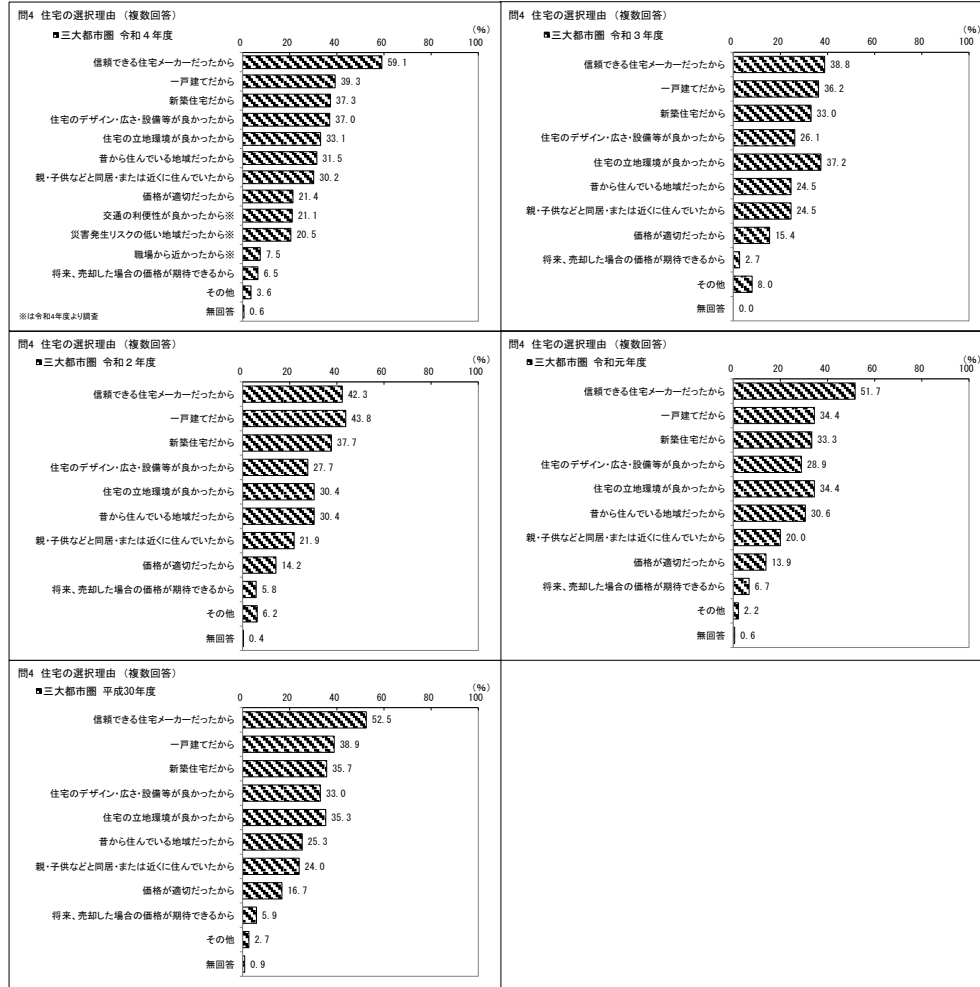 問4 住宅の選択理由 (複数回答)
三大都市圏 令和4年度
(%)
0 20 40 60 80 100
信頼できる住宅メーカーだったから 59.1
一戸建てだから 39.3
新築住宅だから 37.3
住宅のデザイン・広さ・設備等が良かったから 37.0
住宅の立地環境が良かったから 33.1
昔から住んでいる地域だったから 31.5
親・子供などと同居・または近くに住んでいたから 30.2
価格が適切だったから 21.4
交通の利便性が良かったから※ 21.1
災害発生リスクの低い地域だったから※ 20.5
職場から近かったから※ 7.5
将来、売却した場合の価格が期待できるから 6.5
その他 3.6
無回答 0.6
※は令和4年度より調査
問4 住宅の選択理由 (複数回答)
三大都市圏 令和3年度
(%)
0 20 40 60 80 100
信頼できる住宅メーカーだったから 38.8
一戸建てだから 36.2
新築住宅だから 33.0
住宅のデザイン・広さ・設備等が良かったから 26.1
住宅の立地環境が良かったから 37.2
昔から住んでいる地域だったから 24.5
親・子供などと同居・または近くに住んでいたから 24.5
価格が適切だったから 15.4
将来、売却した場合の価格が期待できるから 2.7
その他 8.0
無回答 0.0
問4 住宅の選択理由 (複数回答)
三大都市圏 令和2年度
(%)
0 20 40 60 80 100
信頼できる住宅メーカーだったから 42.3
一戸建てだから 43.8
新築住宅だから 37.7
住宅のデザイン・広さ・設備等が良かったから 27.7
住宅の立地環境が良かったから 30.4
昔から住んでいる地域だったから 30.4
親・子供などと同居・または近くに住んでいたから 21.9
価格が適切だったから 14.2
将来、売却した場合の価格が期待できるから 5.8
その他 6.2
無回答 0.4
問4 住宅の選択理由 (複数回答)
三大都市圏 令和元年度
(%)
0 20 40 60 80 100
信頼できる住宅メーカーだったから 51.7
一戸建てだから 34.4
新築住宅だから 33.3
住宅のデザイン・広さ・設備等が良かったから 28.9
住宅の立地環境が良かったから 34.4
昔から住んでいる地域だったから 30.6
親・子供などと同居・または近くに住んでいたから 20.0
価格が適切だったから 13.9
将来、売却した場合の価格が期待できるから 6.7
その他 2.2
無回答 0.6
問4 住宅の選択理由 (複数回答)
三大都市圏 平成30年度
(%)
0 20 40 60 80 100
信頼できる住宅メーカーだったから 52.5
一戸建てだから 38.9
新築住宅だから 35.7
住宅のデザイン・広さ・設備等が良かったから 33.0
住宅の立地環境が良かったから 35.3
昔から住んでいる地域だったから 25.3
親・子供などと同居・または近くに住んでいたから 24.0
価格が適切だったから 16.7
将来、売却した場合の価格が期待できるから 5.9
その他 2.7
無回答 0.9